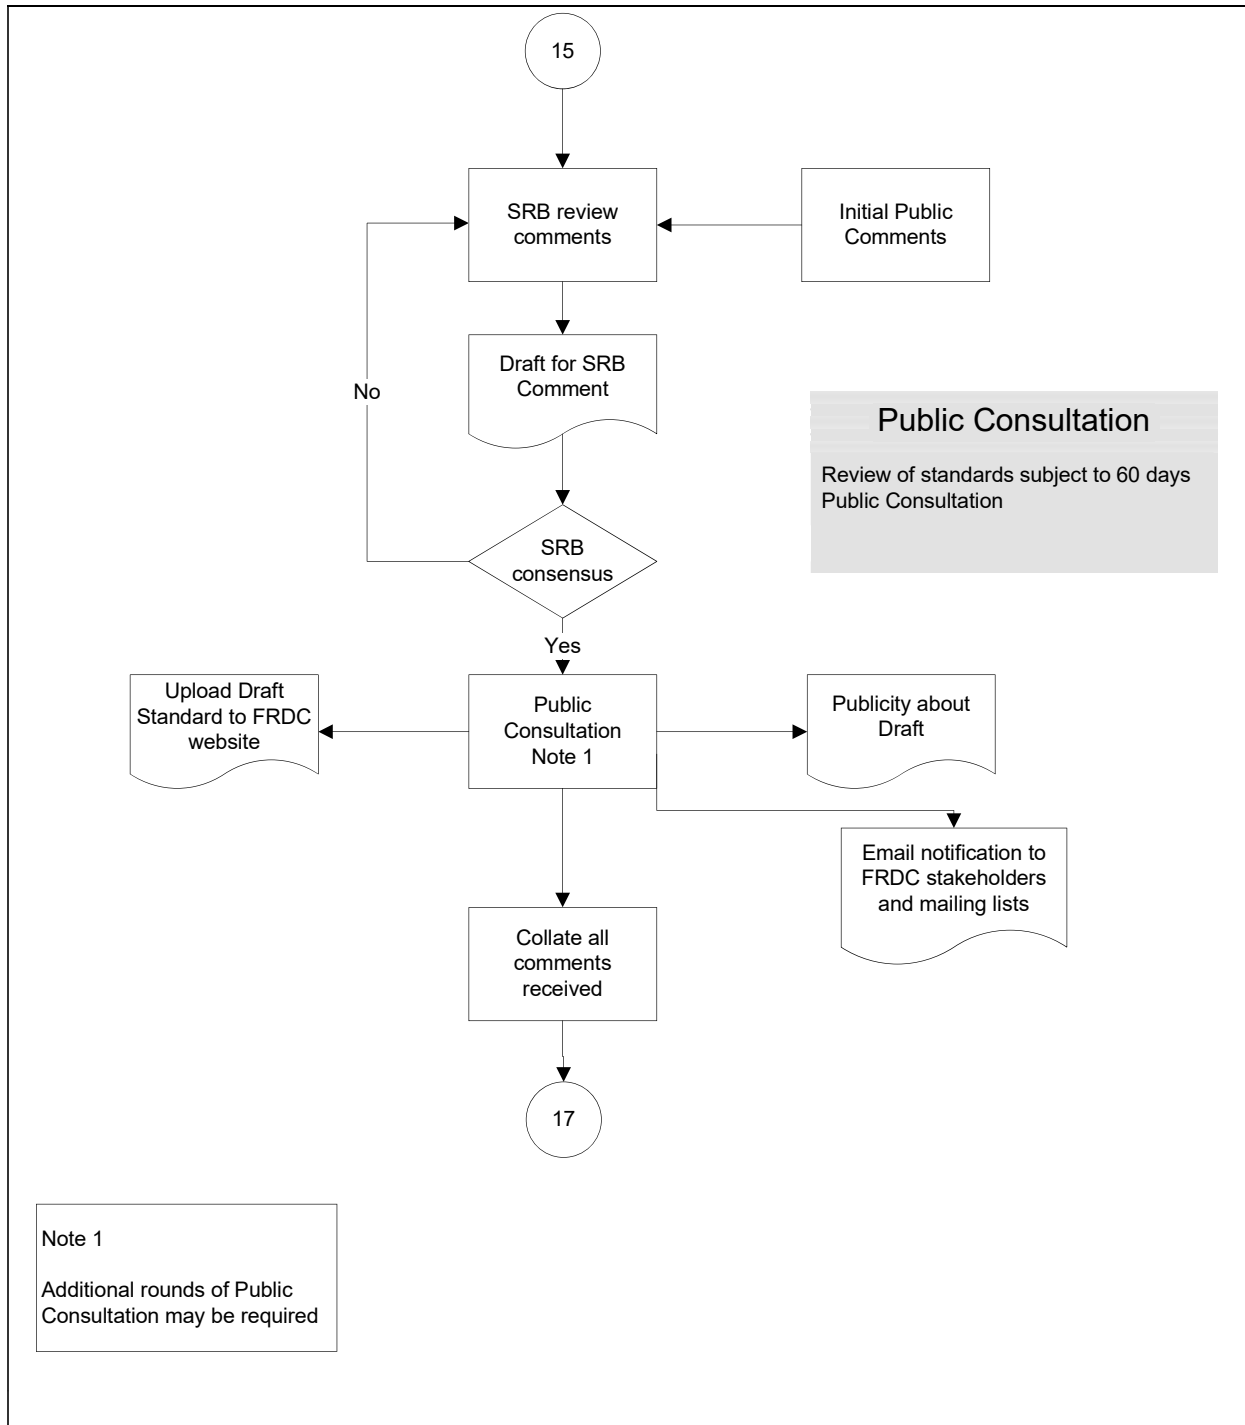 15
SRB review
comments
Initial Public
Comments
Draft for SRB
Comment
No
Public Consultation
Review of standards subject to 60 days
Public Consultation
SRB
consensus
Yes
Upload Draft
Standard to FRDC
website
Public
Consultation
Note 1
Publicity about
Draft
Email notification to
FRDC stakeholders
and mailing lists
Collate all
comments
received
17
Note 1
Additional rounds of Public
Consultation may be required